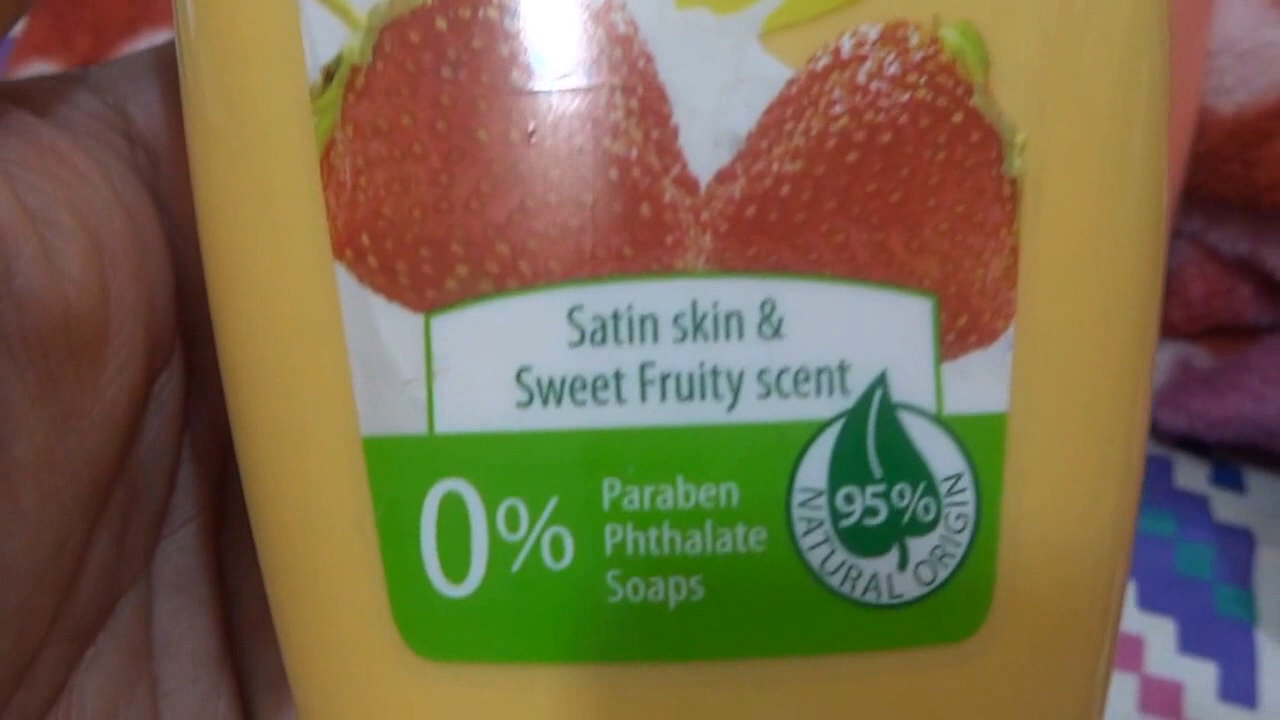 Satin skin &
Sweet Fruity scent
0%
Paraben
Phthalate
Soaps
95%
NATURAL ORIGIN